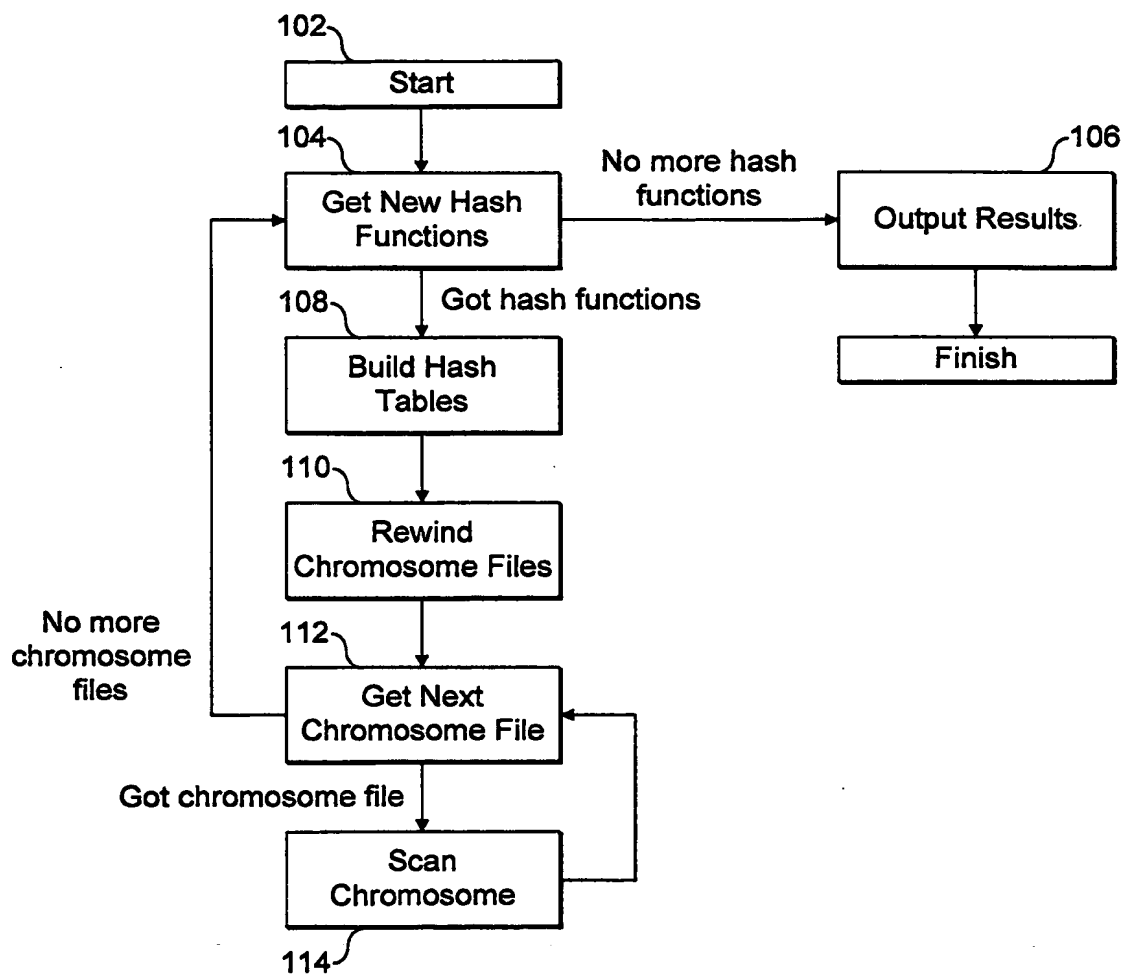 102
Start
104
Get New Hash
Functions
No more hash
functions
106
Output Results
Got hash functions
108
Build Hash
Tables
Finish
110
Rewind
Chromosome Files
No more
chromosome
files
112
Get Next
Chromosome File
Got chromosome file
Scan
Chromosome
114